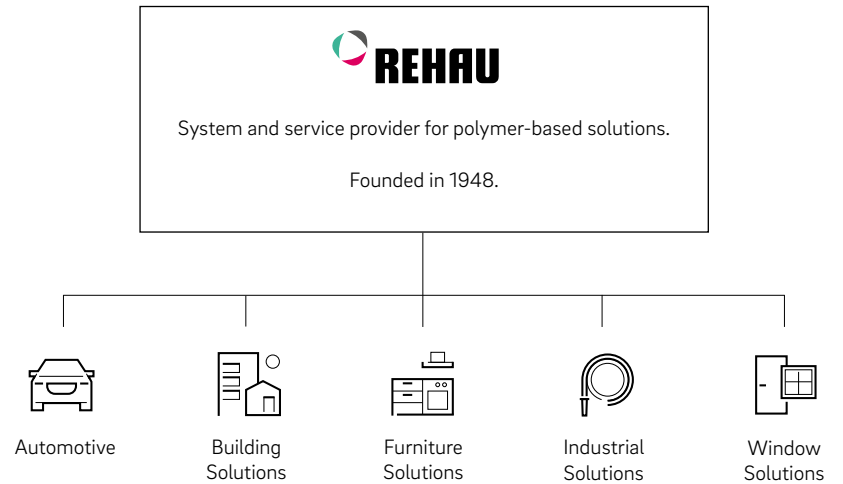 REHAU
System and service provider for polymer-based solutions.
Founded in 1948.
Automotive
Building
Solutions
Furniture
Solutions
Industrial
Solutions
Window
Solutions